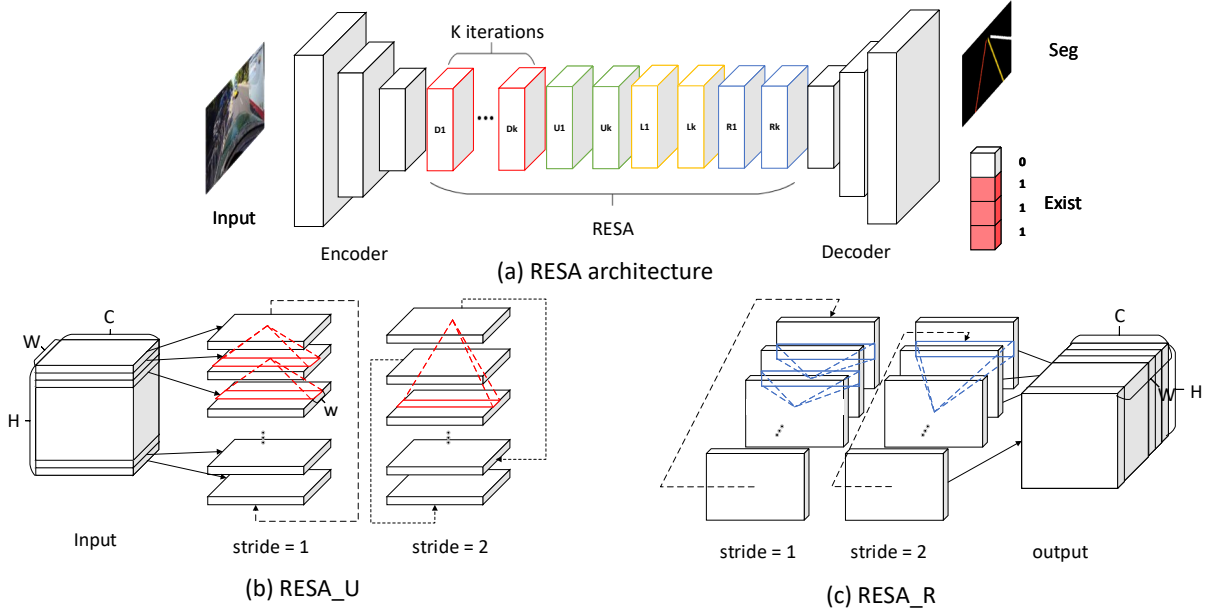 K iterations
D1
...
Dk
U1
Uk
L1
Lk
R1
Rk
Input
RESA
Encoder
Decoder
Seg
0
1
1
1
Exist
(a) RESA architecture
C
W
H
w
Input
stride = 1
stride = 2
(b) RESA_U
C
W
H
stride = 1
stride = 2
output
(c) RESA_R